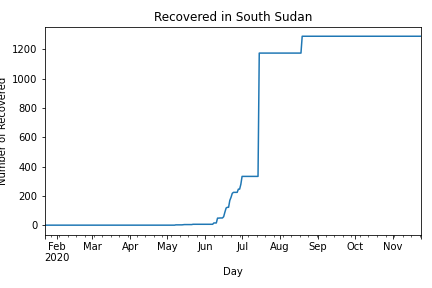 Recovered in South Sudan
Number of Recovered
1200
1000
800
600
400
200
0
Feb Mar Apr May Jun Jul Aug Sep Oct Nov
2020
Day